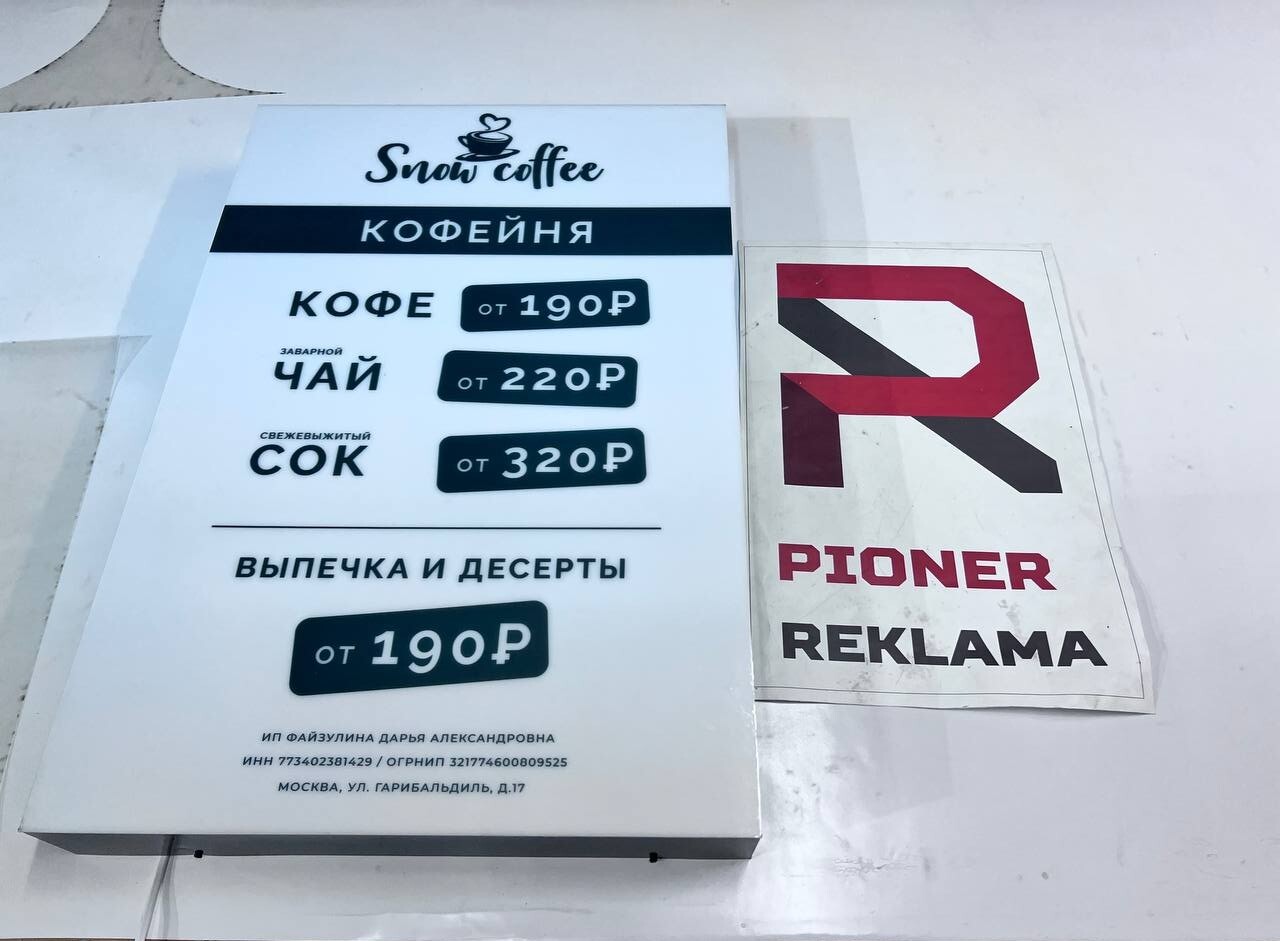 Snow coffee
КОФЕЙНЯ
КОФЕ от 190₽
ЗАВАРНОЙ
ЧАЙ от 220₽
СВЕЖЕВЫЖИТЫЙ
СОК от 320₽
ВЫПЕЧКА И ДЕСЕРТЫ
от 190₽
ИП ФАЙЗУЛИНА ДАРЬЯ АЛЕКСАНДРОВНА
ИНН 773402381429 / ОГРНИП 321774600809525
МОСКВА, УЛ. ГАРИБАЛЬДИЛЬ, Д.17
PIONER
REKLAMA